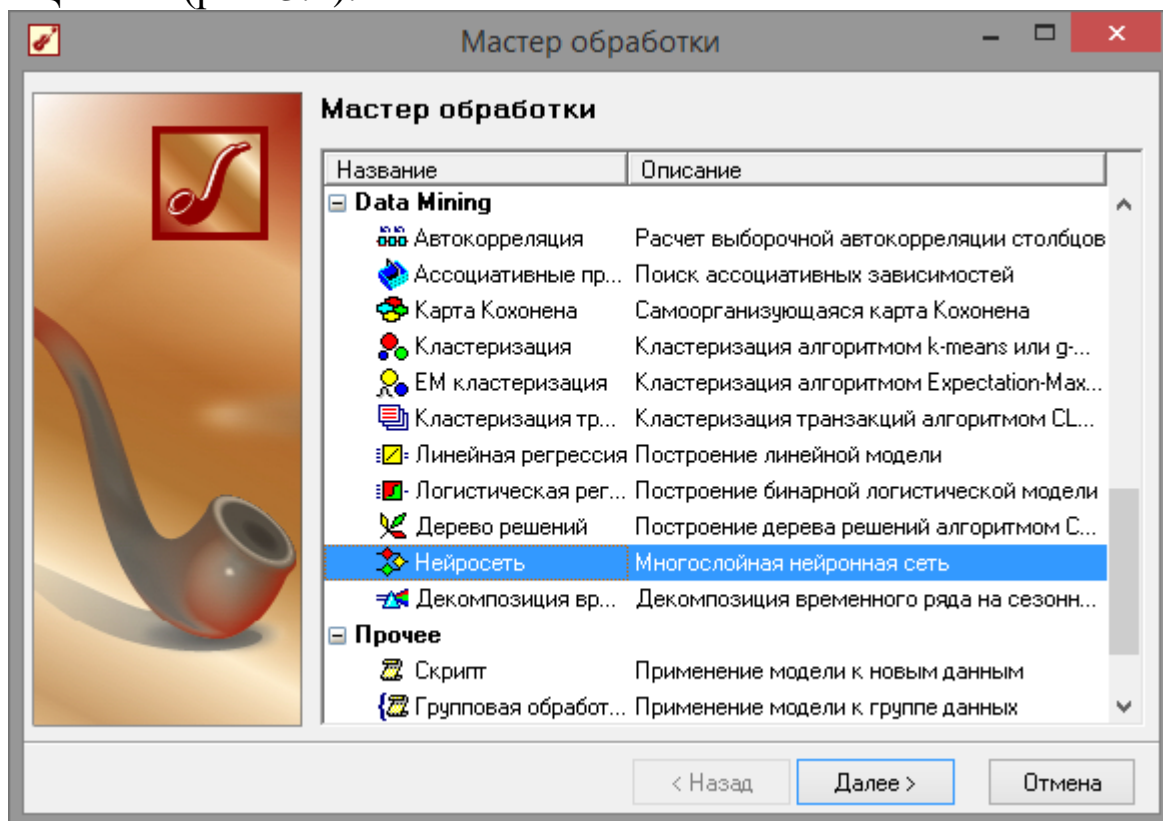 Мастер обработки
Мастер обработки
Название Описание
Data Mining
Автокорреляция Расчет выборочной автокорреляции столбцов
Ассоциативные пр... Поиск ассоциативных зависимостей
Карта Кохонена Самоорганизующаяся карта Кохонена
Кластеризация Кластеризация алгоритмом k-means или g-...
EM кластеризация Кластеризация алгоритмом Expectation-Max...
Кластеризация тр... Кластеризация транзакций алгоритмом CL...
Линейная регрессия Построение линейной модели
Логистическая рег... Построение бинарной логистической модели
Дерево решений Построение дерева решений алгоритмом C...
Нейросеть Многослойная нейронная сеть
Декомпозиция вр... Декомпозиция временного ряда на сезонн...
Прочее
Скрипт Применение модели к новым данным
Групповая обработ... Применение модели к группе данных
< Назад Далее > Отмена